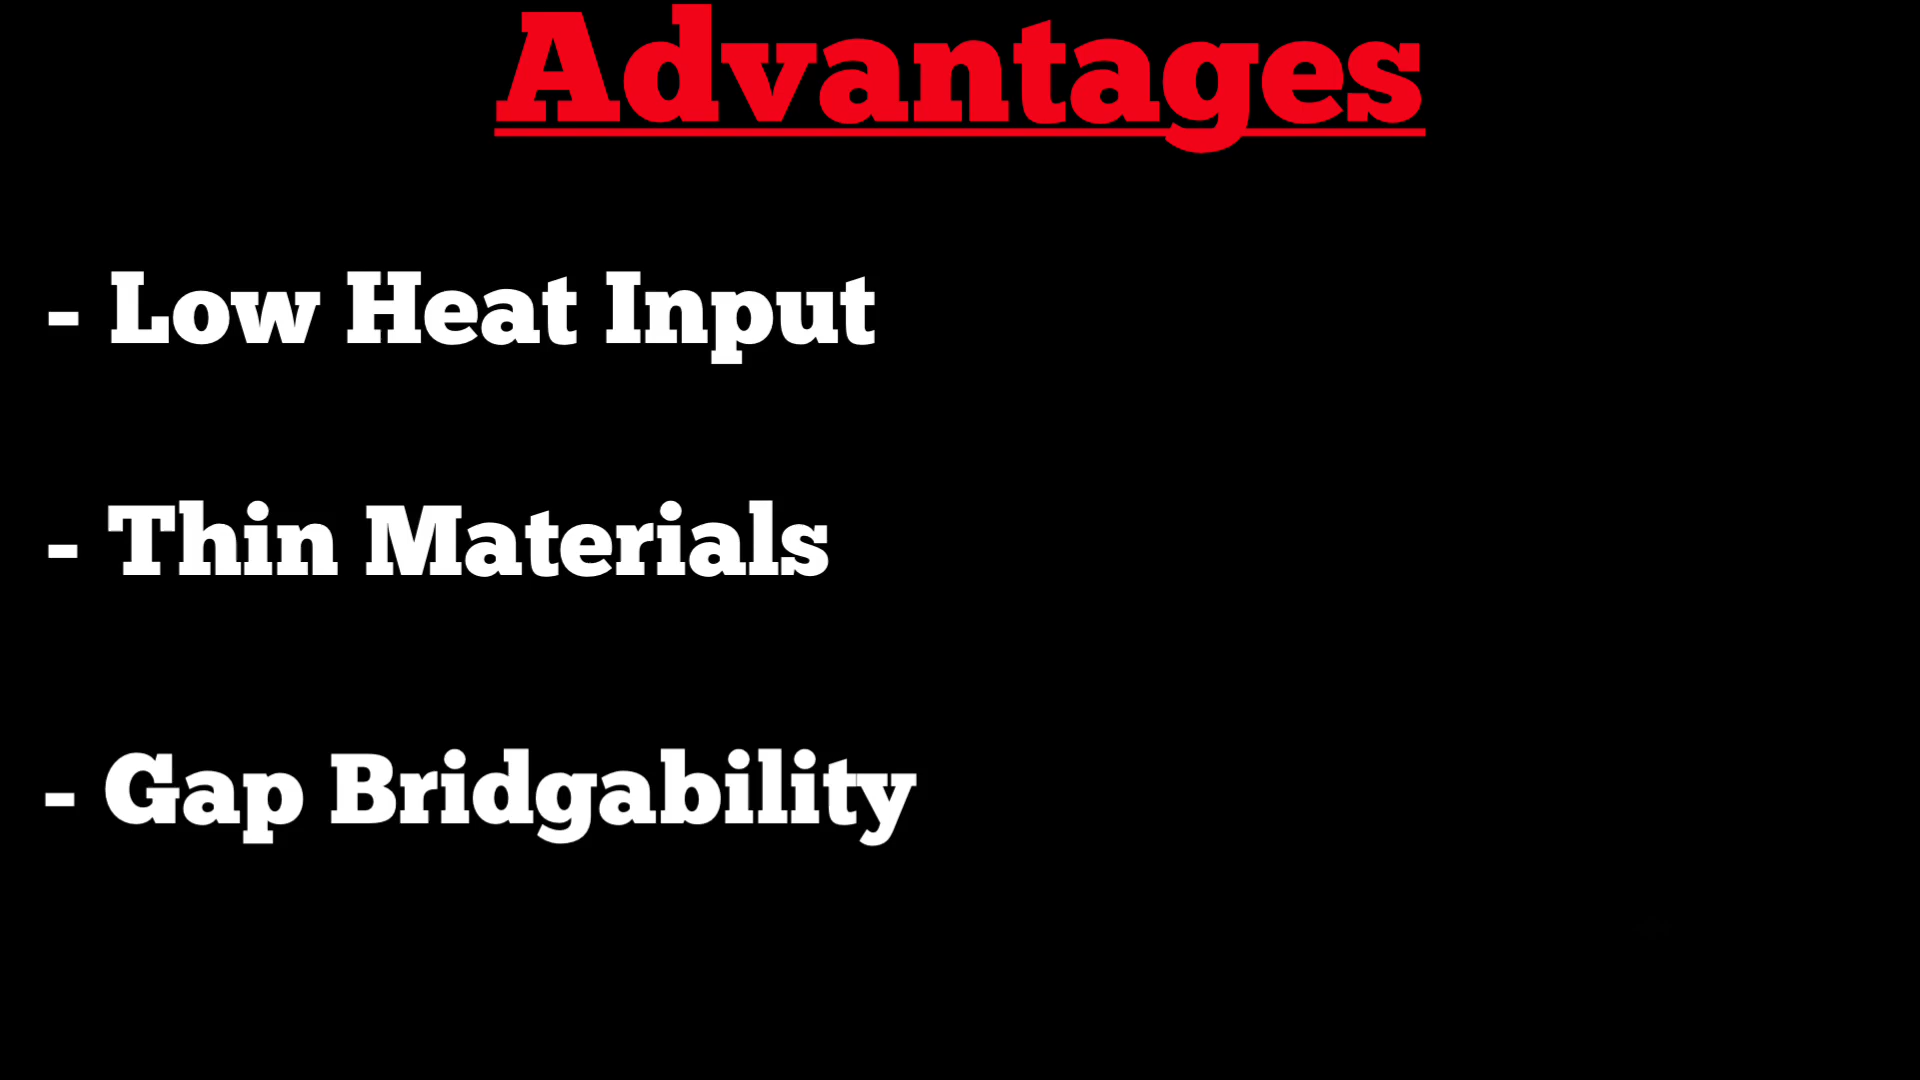 Advantages
- Low Heat Input
- Thin Materials
- Gap Bridgability